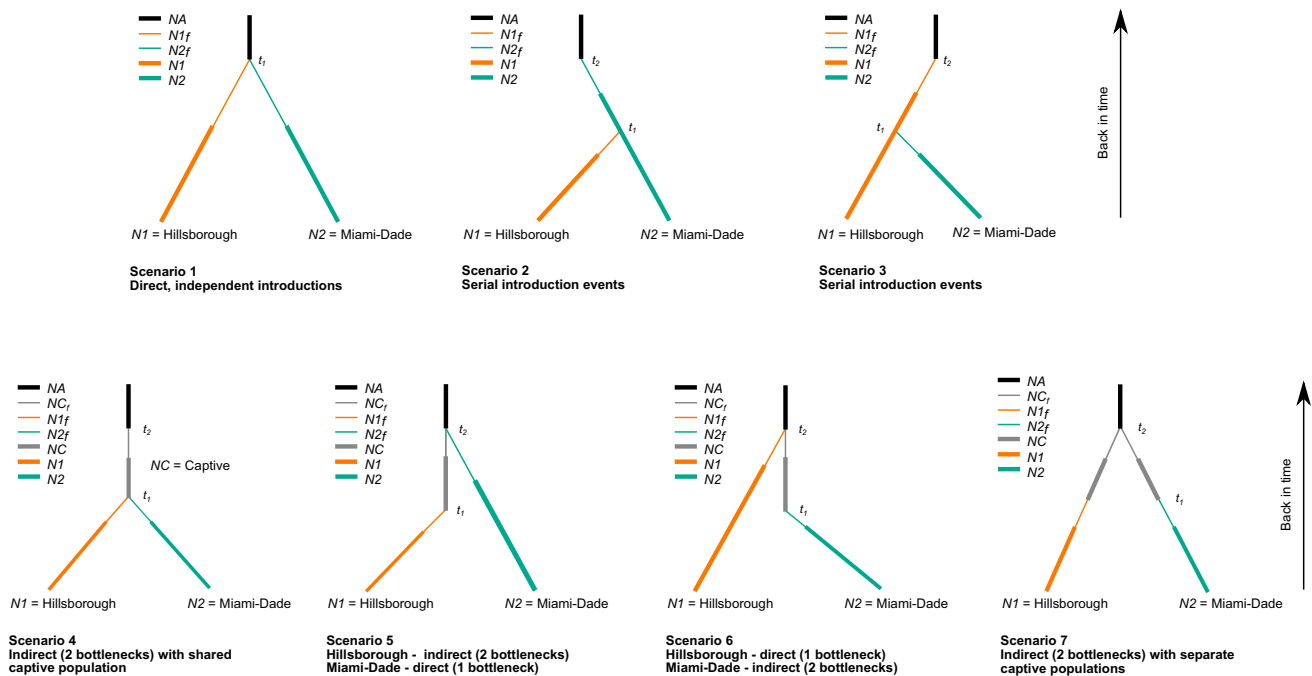 NA
N1f
N2f
N1
N2
t1
N1 = Hillsborough
N2 = Miami-Dade
Scenario 1
Direct, independent introductions
NA
N1f
N2f
N1
N2
t2
t1
N1 = Hillsborough
N2 = Miami-Dade
Scenario 2
Serial introduction events
NA
N1f
N2f
N1
N2
t2
t1
N1 = Hillsborough
N2 = Miami-Dade
Scenario 3
Serial introduction events
Back in time
NA
NCf
N1f
N2f
NC
N1
N2
t2
NC = Captive
t1
N1 = Hillsborough
N2 = Miami-Dade
Scenario 4
Indirect (2 bottlenecks) with shared
captive population
NA
NCf
N1f
N2f
NC
N1
N2
t2
t1
N1 = Hillsborough
N2 = Miami-Dade
Scenario 5
Hillsborough - indirect (2 bottlenecks)
Miami-Dade - direct (1 bottleneck)
NA
NCf
N1f
N2f
NC
N1
N2
t2
t1
N1 = Hillsborough
N2 = Miami-Dade
Scenario 6
Hillsborough - direct (1 bottleneck)
Miami-Dade - indirect (2 bottlenecks)
NA
NCf
N1f
N2f
NC
N1
N2
t2
t1
N1 = Hillsborough
N2 = Miami-Dade
Scenario 7
Indirect (2 bottlenecks) with separate
captive populations
Back in time